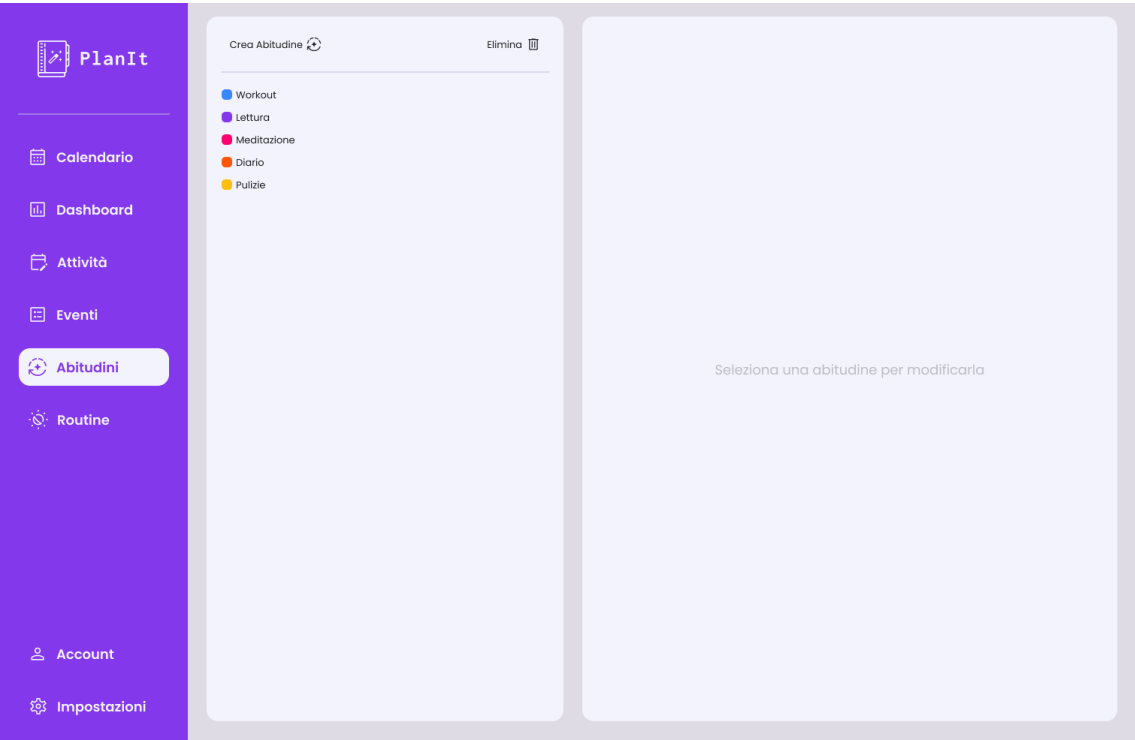 PlanIt
Calendario
Dashboard
Attività
Eventi
Abitudini
Routine
Account
Impostazioni
Crea Abitudine
Elimina
Workout
Lettura
Meditazione
Diario
Pulizie
Seleziona una abitudine per modificarla